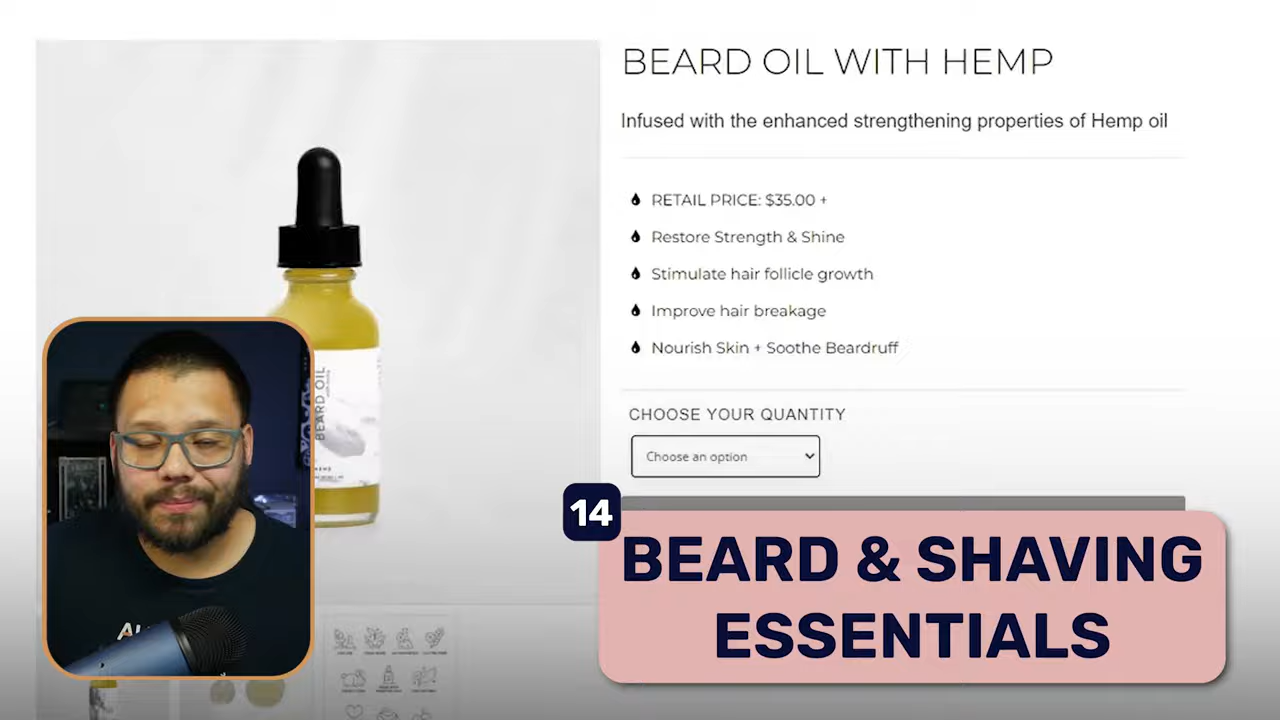 BEARD OIL WITH HEMP
Infused with the enhanced strengthening properties of Hemp oil
RETAIL PRICE: $35.00 +
Restore Strength & Shine
Stimulate hair follicle growth
Improve hair breakage
Nourish Skin + Soothe Beardruff
CHOOSE YOUR QUANTITY
Choose an option
BEARD OIL
14
BEARD & SHAVING
ESSENTIALS